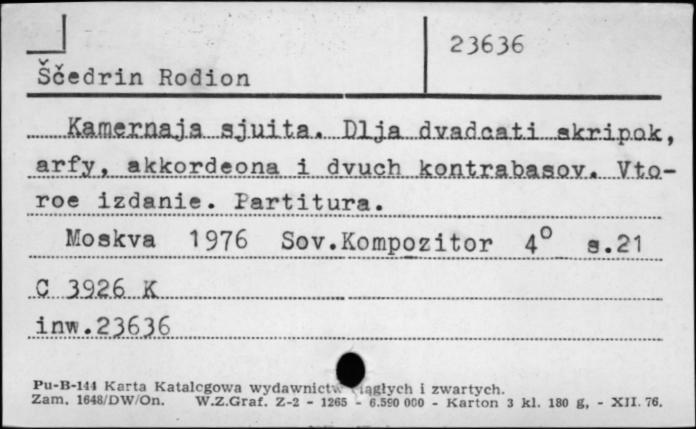 23636
Ščedrin Rodion
Kamernaja sjuita. Dlja dvadcati skripok,
arfy, akkordeona i dvuch kontrabasov. Vto-
roe izdanie. Partitura.
Moskva 1976 Sov.Kompozitor 4° s.21
C 3926 K
inw.23636
Pu-B-144 Karta Katalogowa wydawnictw i zwartych.
Zam. 1648/DW/On. W.Z.Graf. Z-2 - 1265 - 6.590 000 - Karton 3 kl. 180 g, - XII. 76.